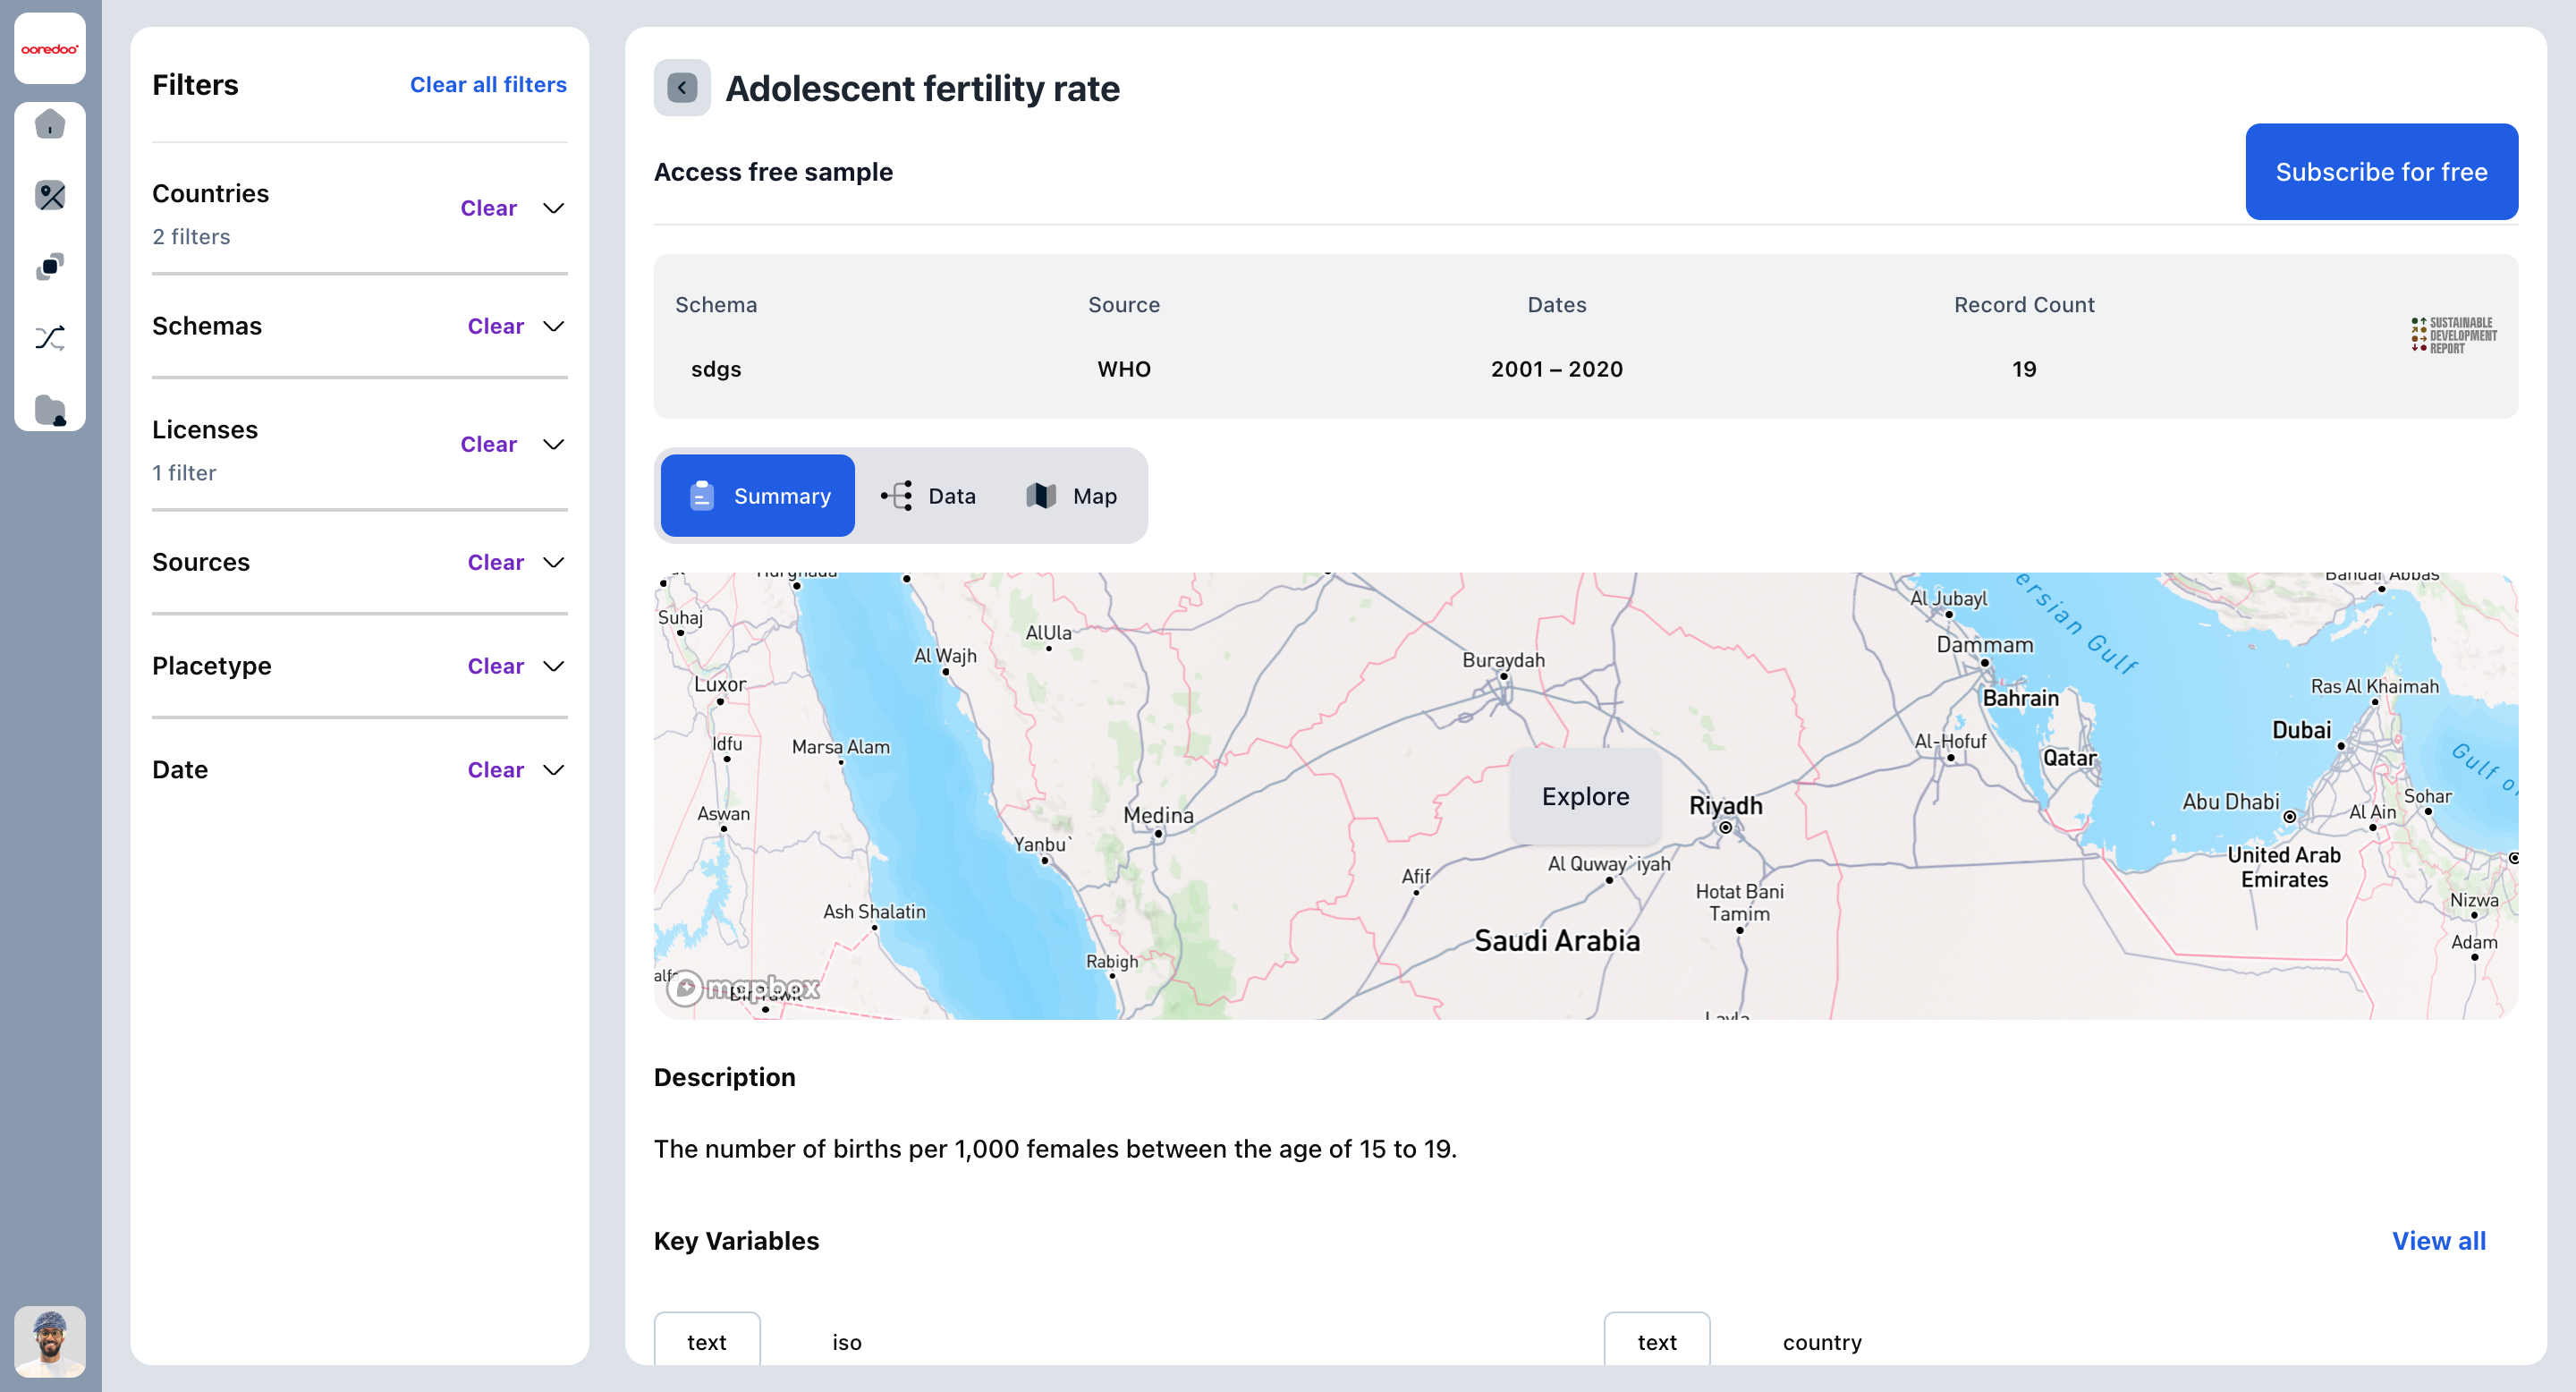 ooredoo
Filters
Clear all filters
Countries
2 filters
Clear
Schemas
Clear
Licenses
1 filter
Clear
Sources
Clear
Placetype
Clear
Date
Clear
Adolescent fertility rate
Access free sample
Subscribe for free
Schema
sdgs
Source
WHO
Dates
2001 – 2020
Record Count
19
SUSTAINABLE
DEVELOPMENT
REPORT
Summary
Data
Map
Suhaj
AlUla
Al Wajh
Luxor
Idfu
Marsa Alam
Aswan
Medina
Yanbu`
Ash Shalatin
Rabigh
mapbox
Buraydah
Explore
Riyadh
Afif
Al Quway`iyah
Hotat Bani
Tamim
Saudi Arabia
Al Jubayl
Dammam
ersian Gulf
Bahrain
Al-Hofuf
Qatar
Bandar Abbas
Ras Al Khaimah
Dubai
Gulf o
Abu Dhabi
Al Ain
Sohar
United Arab
Emirates
Nizwa
Adam
Description
The number of births per 1,000 females between the age of 15 to 19.
Key Variables
View all
text
iso
text
country